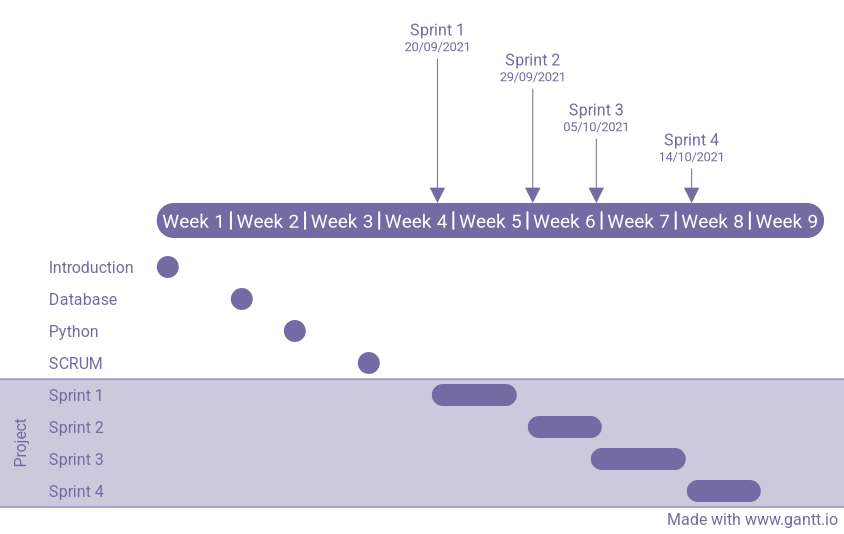 Sprint 1
20/09/2021
Sprint 2
29/09/2021
Sprint 3
05/10/2021
Sprint 4
14/10/2021
Week 1 | Week 2 | Week 3 | Week 4 | Week 5 | Week 6 | Week 7 | Week 8 | Week 9
Introduction
Database
Python
SCRUM
Project
Sprint 1
Sprint 2
Sprint 3
Sprint 4
Made with www.gantt.io